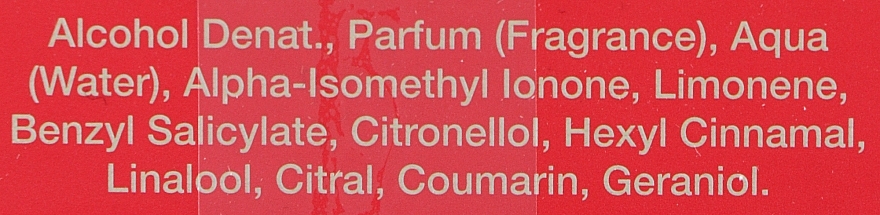 Alcohol Denat., Parfum (Fragrance), Aqua
(Water), Alpha-Isomethyl Ionone, Limonene,
Benzyl Salicylate, Citronellol, Hexyl Cinnamal,
Linalool, Citral, Coumarin, Geraniol.